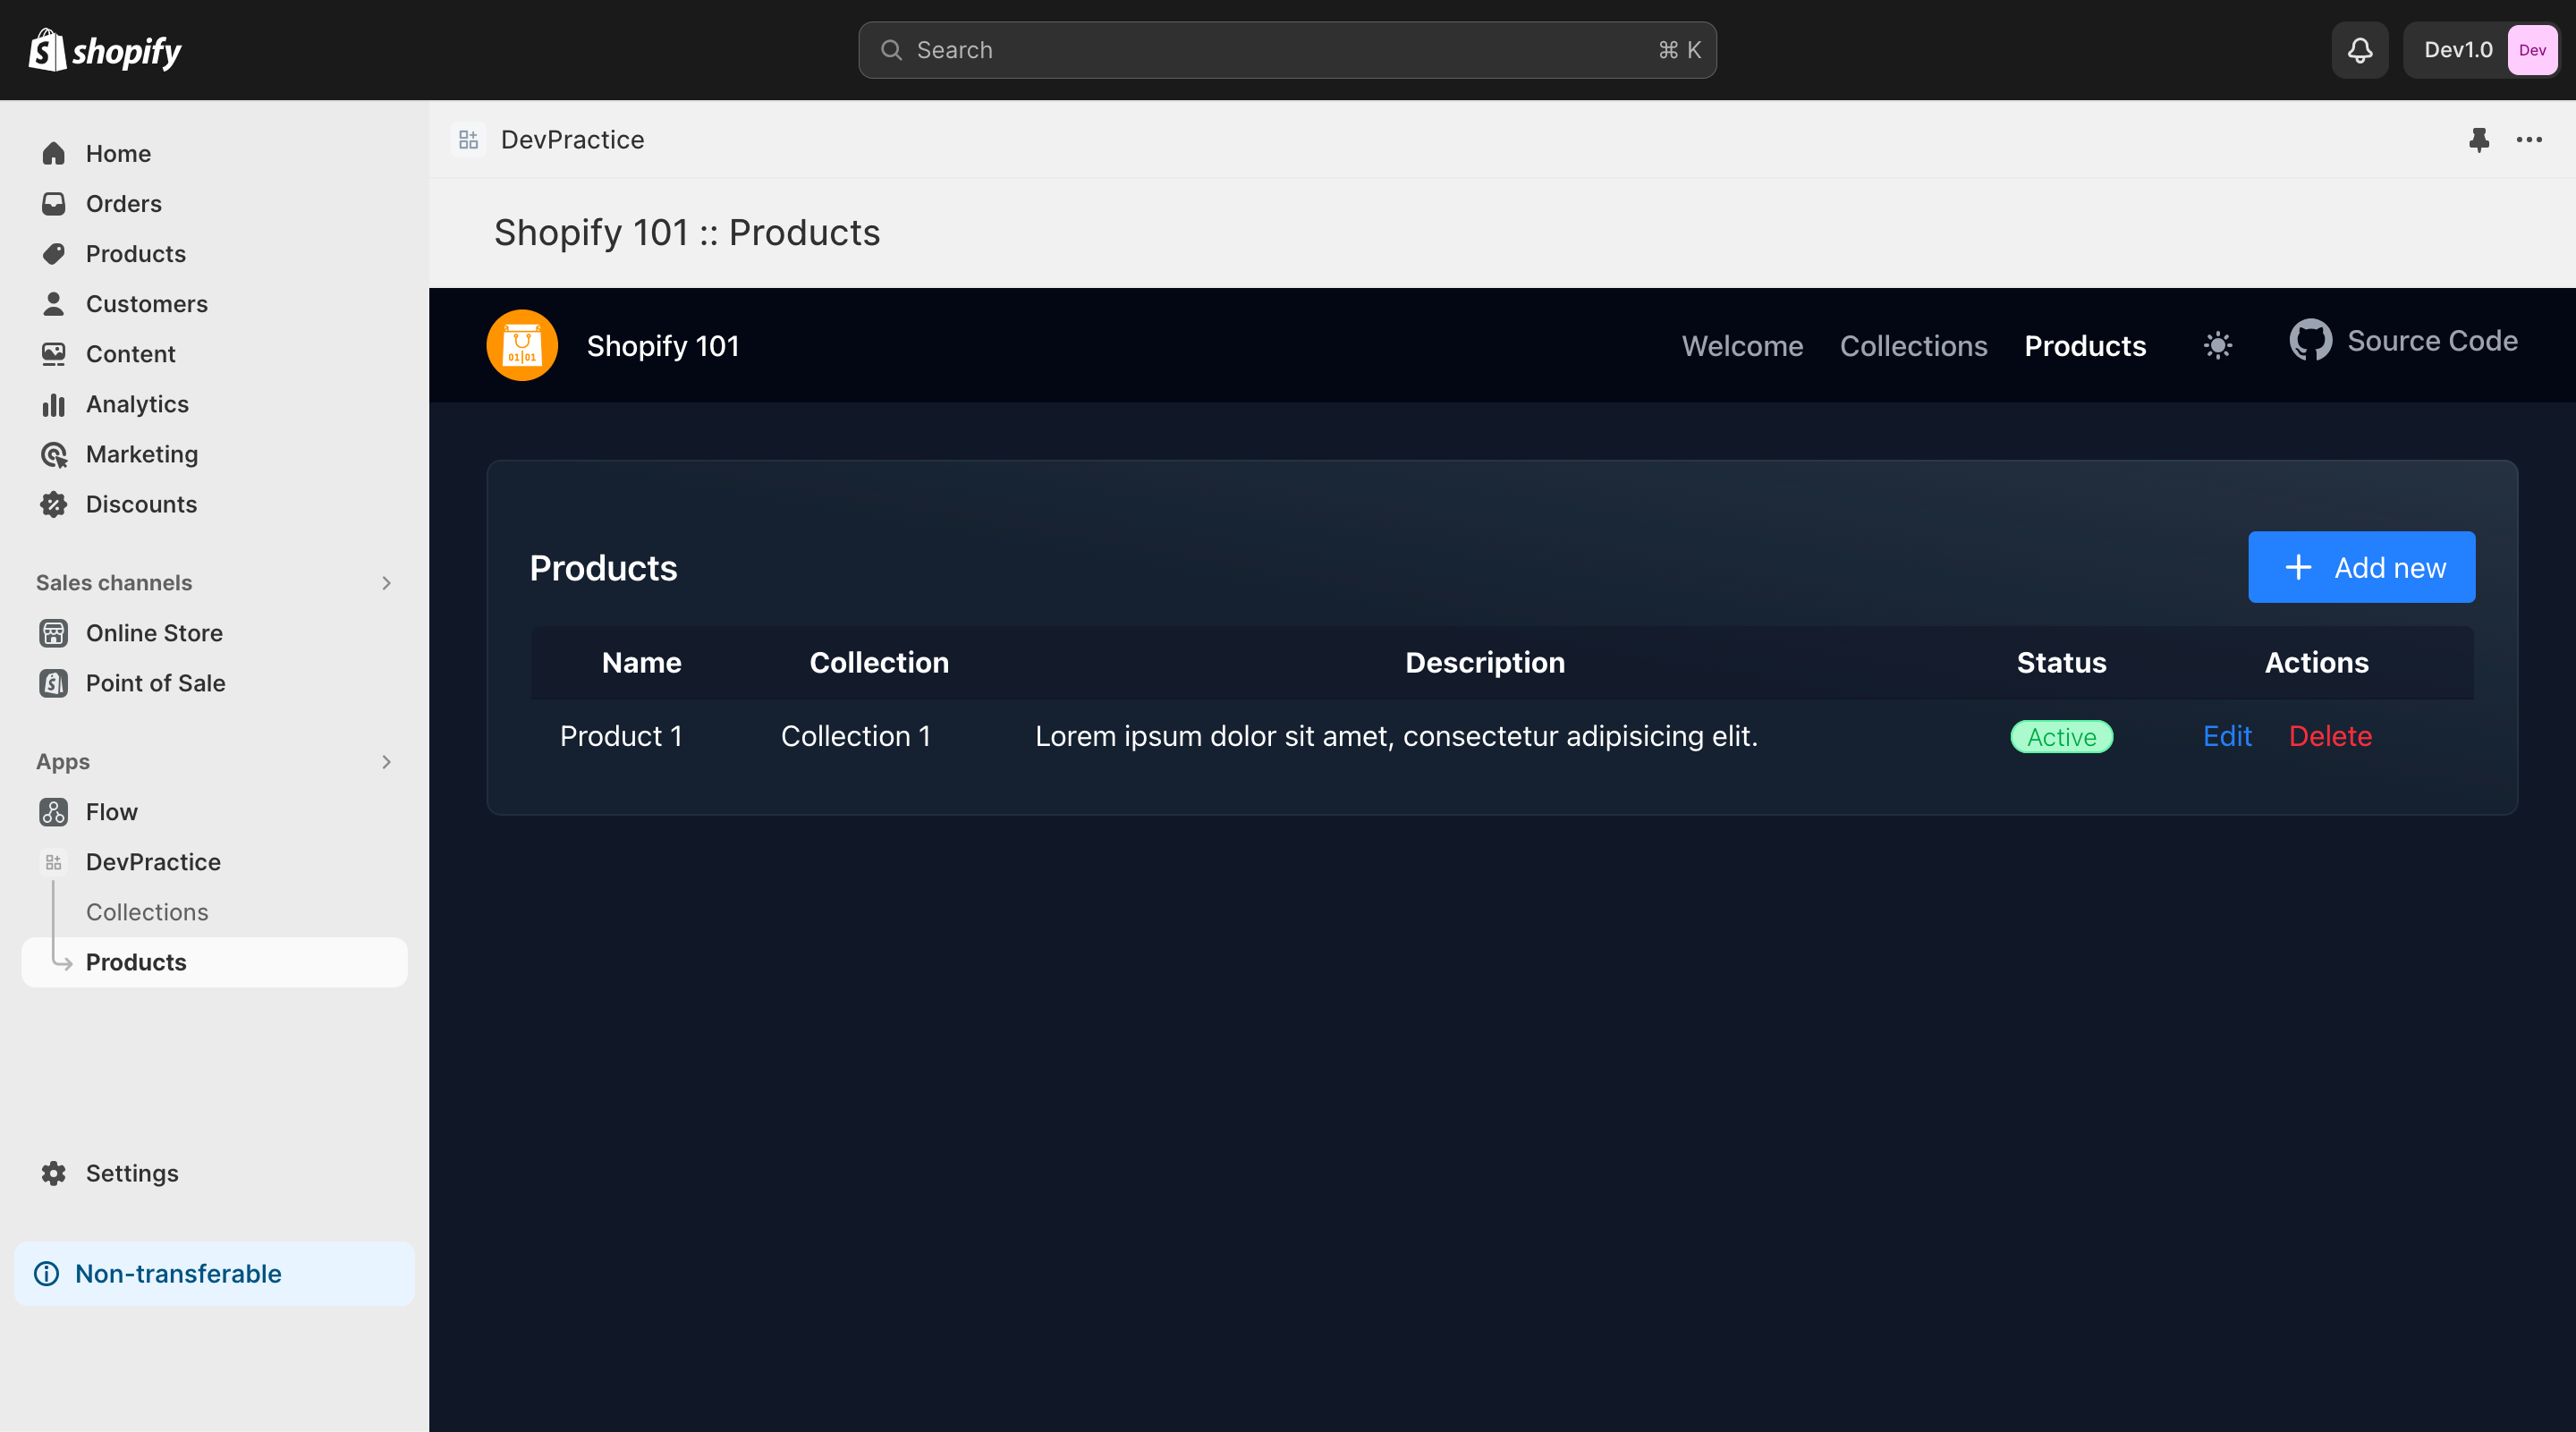 shopify
Search
⌘ K
Dev1.0
Dev
Home
Orders
Products
Customers
Content
Analytics
Marketing
Discounts
Sales channels
Online Store
Point of Sale
Apps
Flow
DevPractice
Collections
Products
Settings
Non-transferable
DevPractice
Shopify 101 :: Products
01|01
Shopify 101
Welcome
Collections
Products
Source Code
Products
Add new
Name Collection Description Status Actions
Product 1 Collection 1 Lorem ipsum dolor sit amet, consectetur adipisicing elit. Active Edit Delete